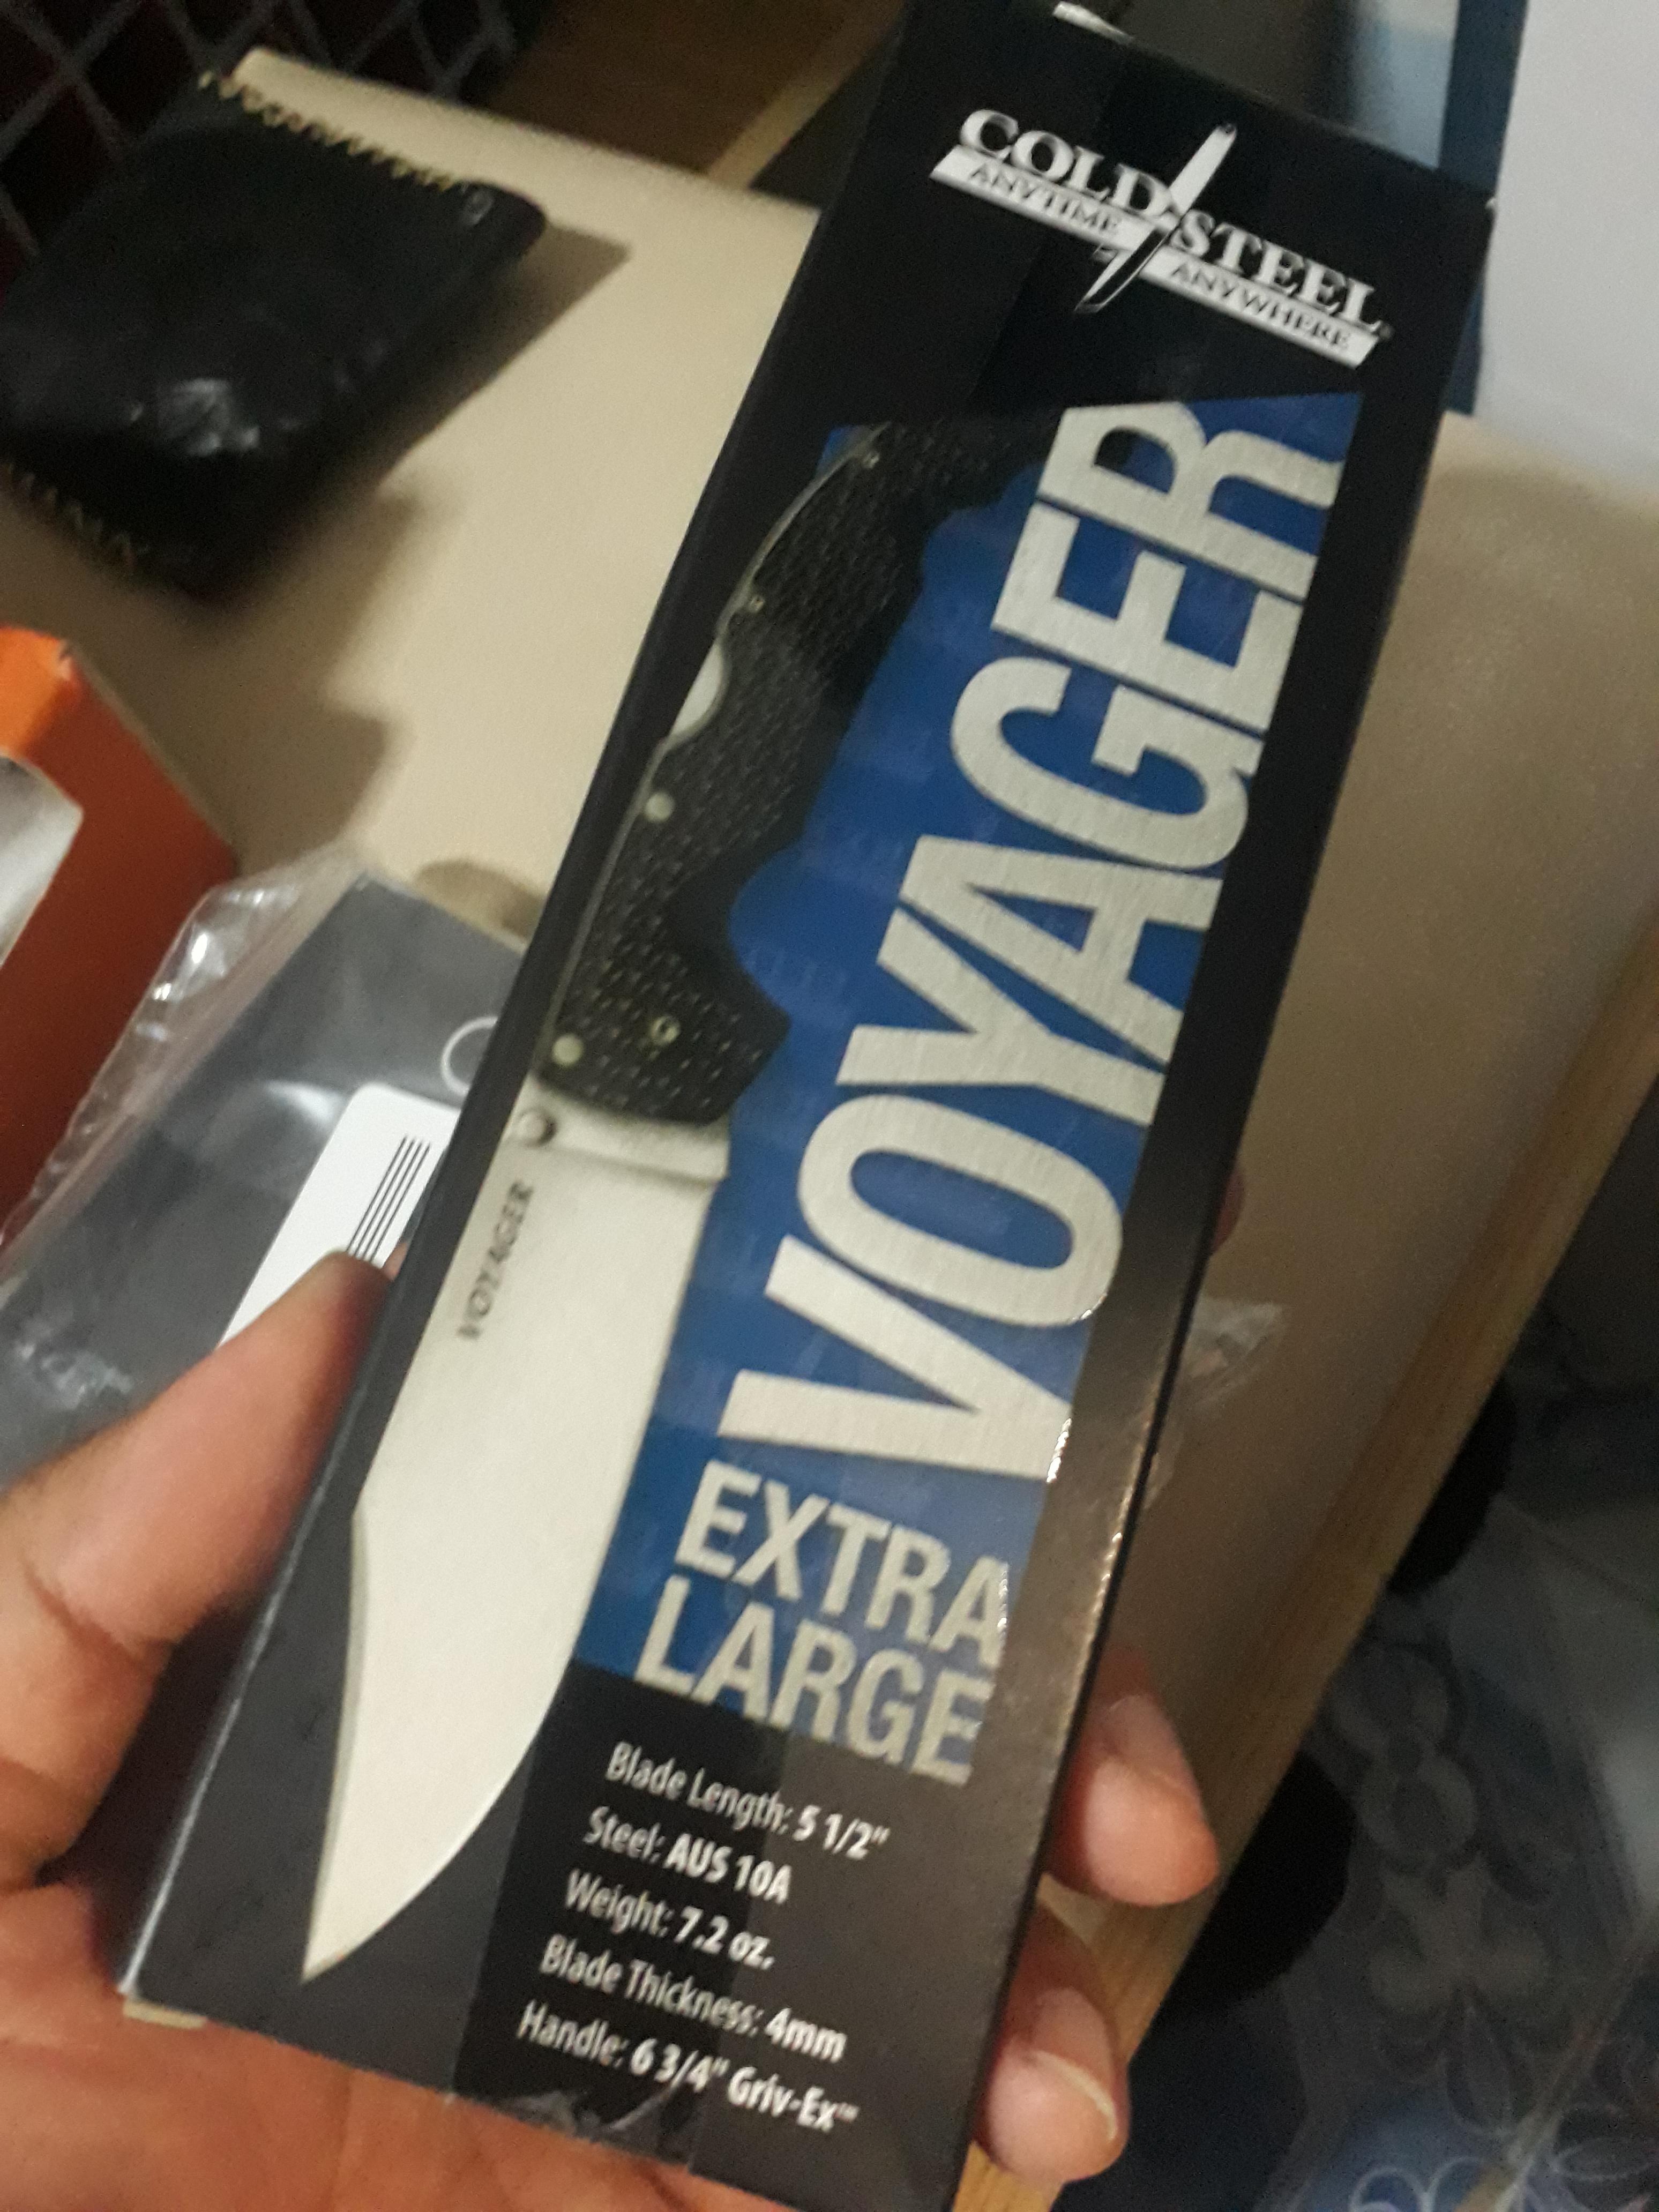 COLD STEEL
ANYTIME ANYWHERE
VOYAGER
VOYAGER
EXTRA
LARGE
Blade Length: 5 1/2"
Steel: AUS 10A
Weight: 7.2 oz.
Blade Thickness: 4mm
Handle: 6 3/4" Griv-Ex™